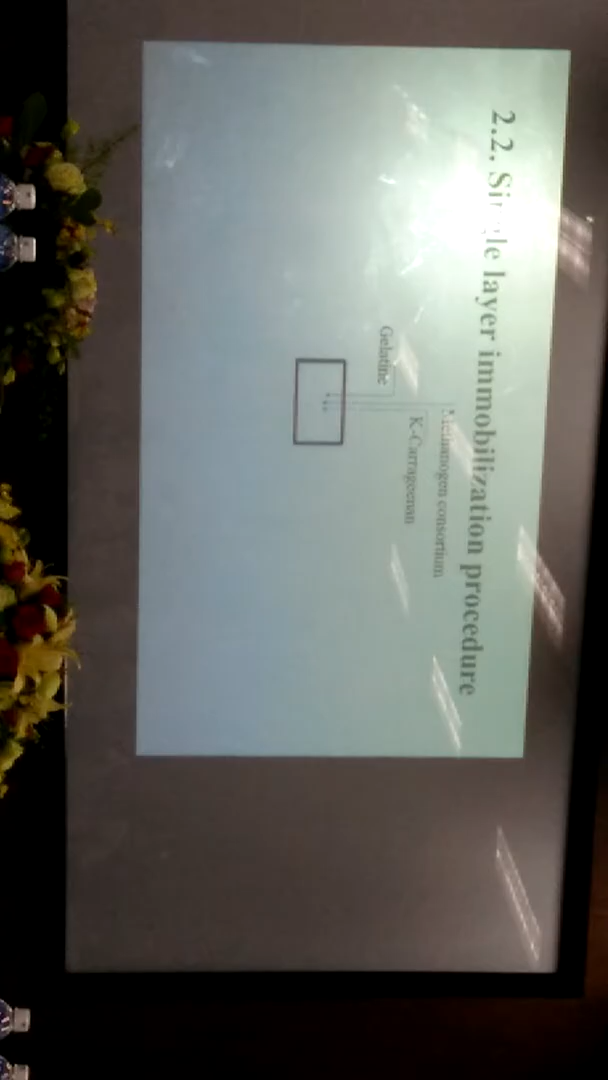 2.2. Single layer immobilization procedure
Methanogen consortium
K-Carrageenan
Gelatine